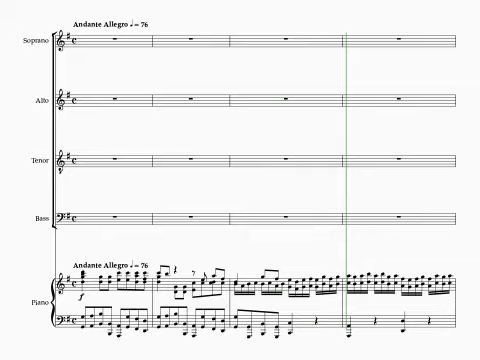 Andante Allegro ♩= 76
Soprano
Alto
Tenor
Bass
Andante Allegro ♩= 76
Piano
f